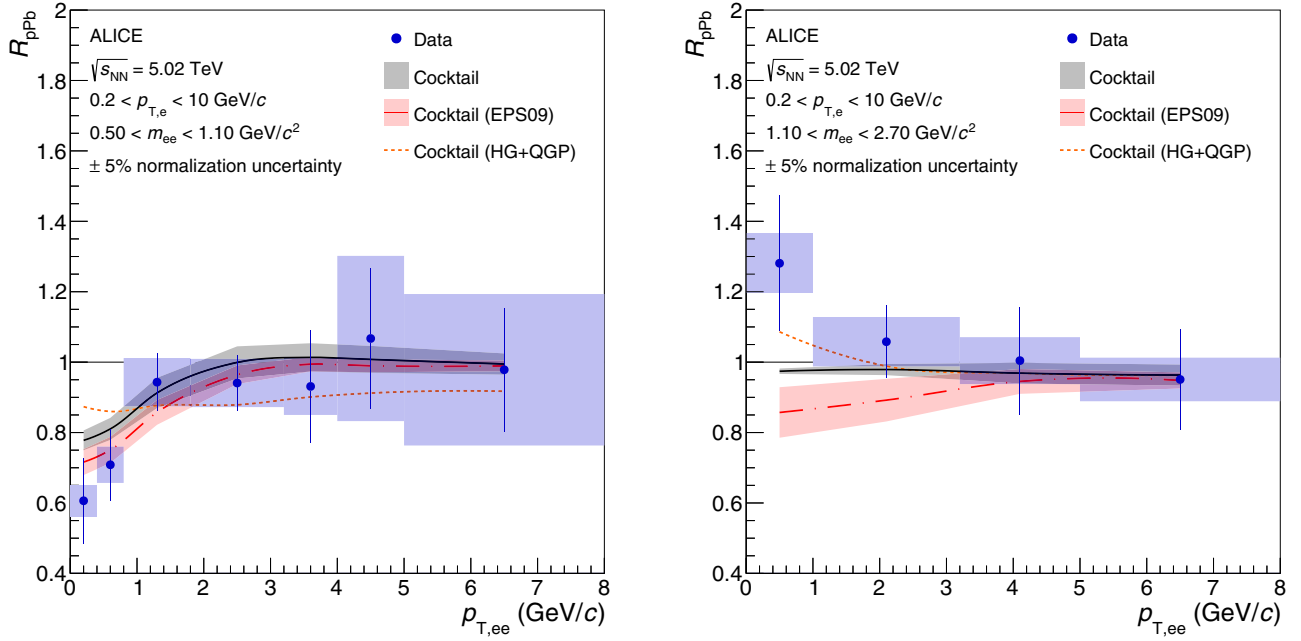 R_pPb
2
1.8
1.6
1.4
1.2
1
0.8
0.6
0.4
ALICE
√s_NN = 5.02 TeV
0.2 < p_T,e < 10 GeV/c
0.50 < m_ee < 1.10 GeV/c²
± 5% normalization uncertainty
Data
Cocktail
Cocktail (EPS09)
Cocktail (HG+QGP)
0 1 2 3 4 5 6 7 8
p_T,ee (GeV/c)
R_pPb
2
1.8
1.6
1.4
1.2
1
0.8
0.6
0.4
ALICE
√s_NN = 5.02 TeV
0.2 < p_T,e < 10 GeV/c
1.10 < m_ee < 2.70 GeV/c²
± 5% normalization uncertainty
Data
Cocktail
Cocktail (EPS09)
Cocktail (HG+QGP)
0 1 2 3 4 5 6 7 8
p_T,ee (GeV/c)